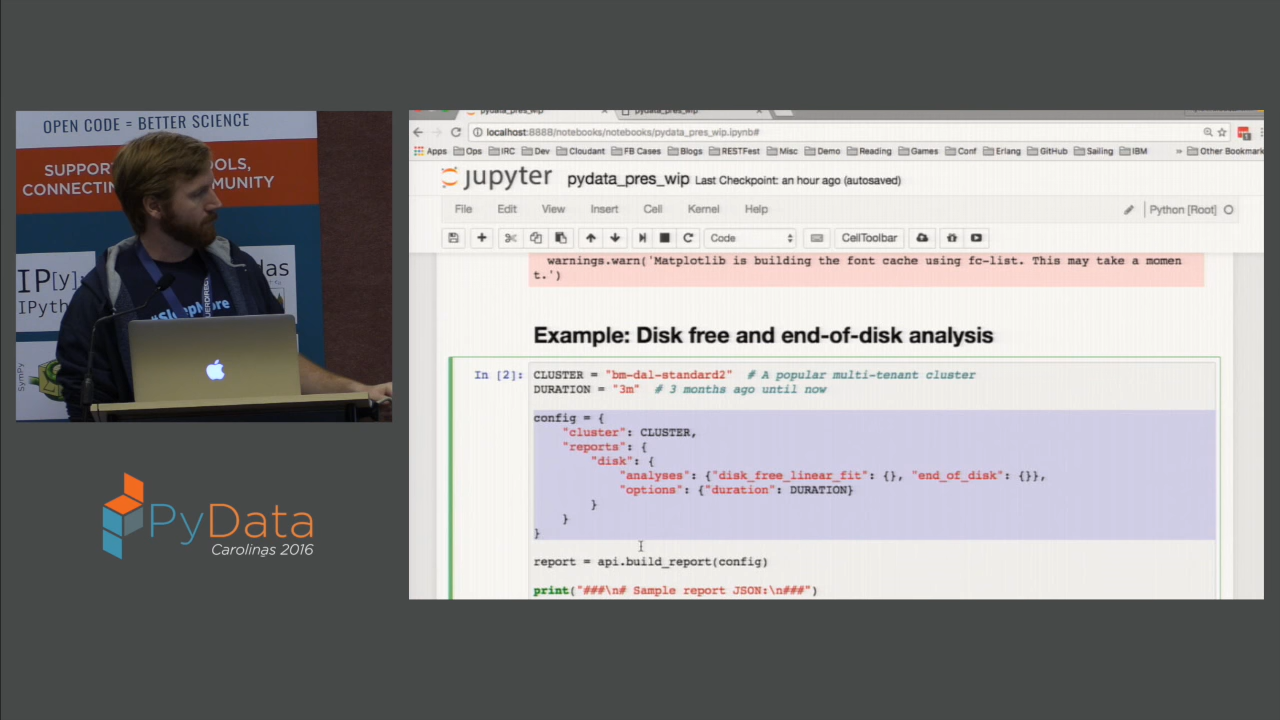 OPEN CODE = BETTER SCIENCE
SUPPOR OOLS,
CONNECTIN MMUNITY
IP[y]:
IPyth
das
#SleepMore
SymPy
PyData
Carolinas 2016
pydata_pres_wip
pydata_pres_wip
localhost:8888/notebooks/notebooks/pydata_pres_wip.ipynb#
Apps Ops IRC Dev Cloudant FB Cases Blogs RESTFest Misc Demo Reading Games Conf Erlang GitHub Sailing IBM » Other Bookmark
jupyter pydata_pres_wip Last Checkpoint: an hour ago (autosaved)
File Edit View Insert Cell Kernel Help Python [Root]
Code CellToolbar
warnings.warn('Matplotlib is building the font cache using fc-list. This may take a momen
t.')
Example: Disk free and end-of-disk analysis
In [2]: CLUSTER = "bm-dal-standard2" # A popular multi-tenant cluster
DURATION = "3m" # 3 months ago until now
config = {
"cluster": CLUSTER,
"reports": {
"disk": {
"analyses": {"disk_free_linear_fit": {}, "end_of_disk": {}},
"options": {"duration": DURATION}
}
}
}
report = api.build_report(config)
print("###\n# Sample report JSON:\n###")